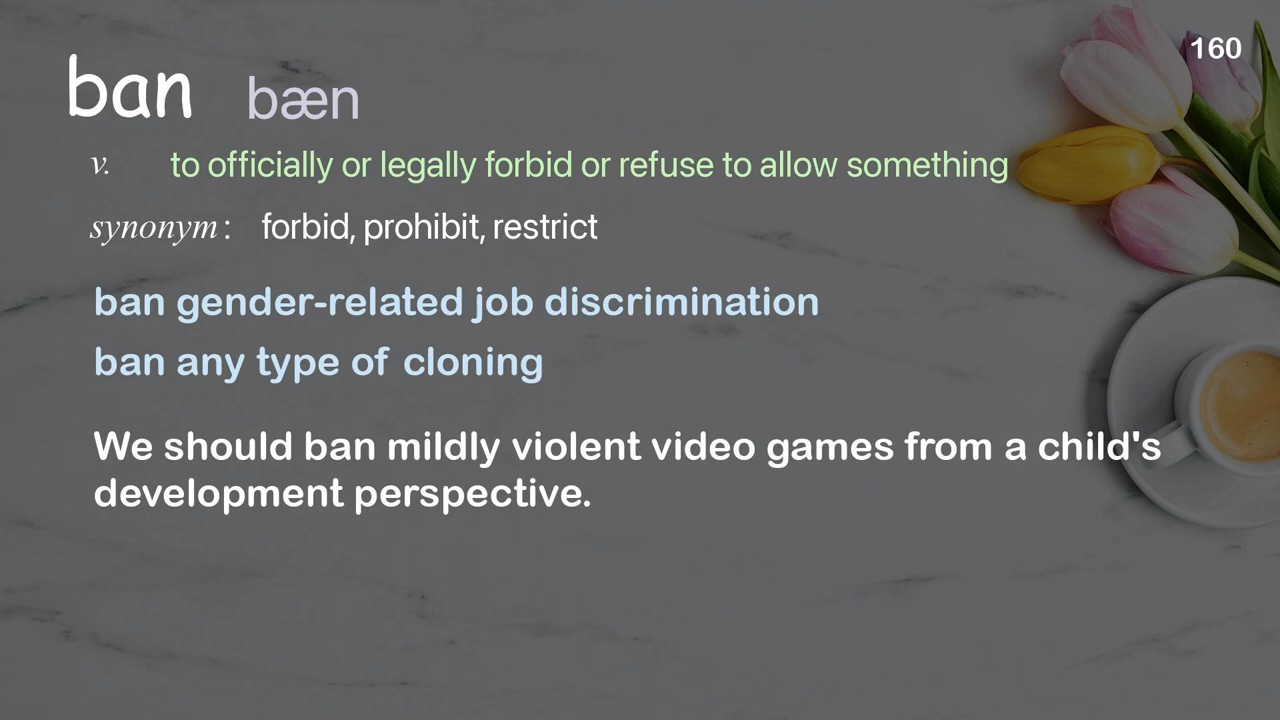 160
ban bæn
v. to officially or legally forbid or refuse to allow something
synonym: forbid, prohibit, restrict
ban gender-related job discrimination
ban any type of cloning
We should ban mildly violent video games from a child's
development perspective.